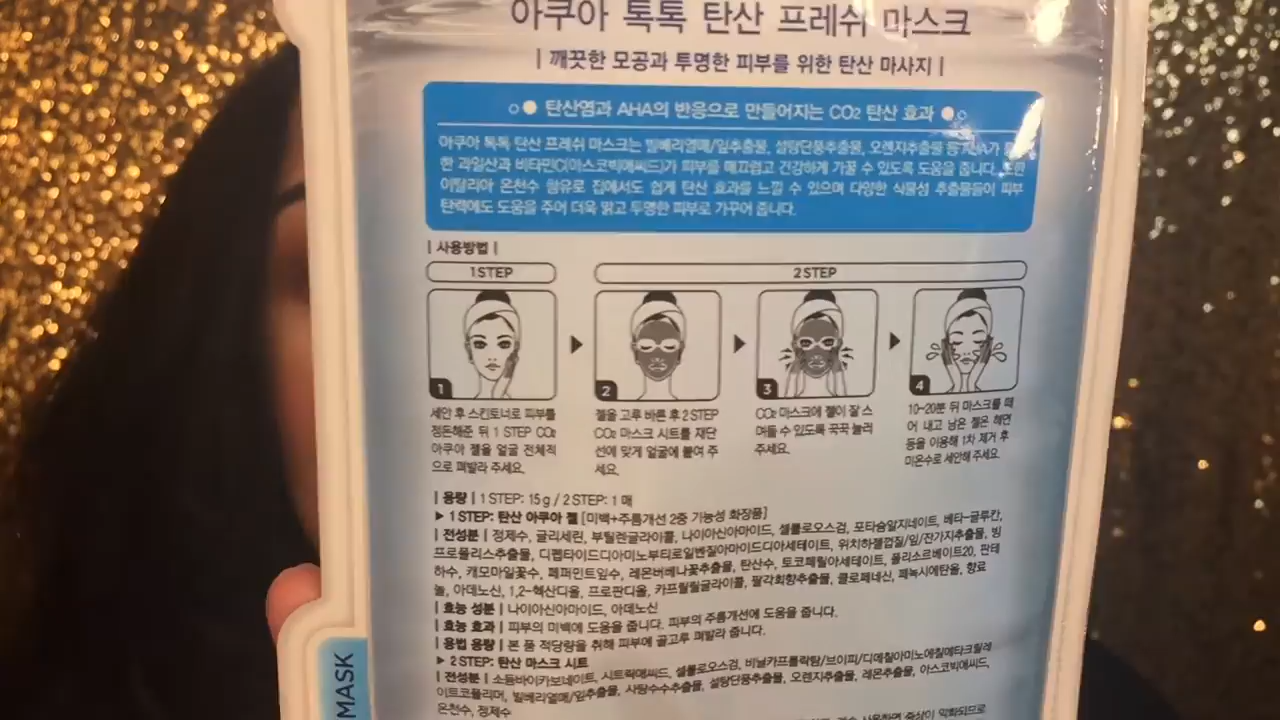 아쿠아 톡톡 탄산 프레쉬 마스크
| 깨끗한 모공과 투명한 피부를 위한 탄산 마사지 |
탄산염과 AHA의 반응으로 만들어지는 CO₂ 탄산 효과
아쿠아 톡톡 탄산 프레쉬 마스크는 빌베리열매/잎추출물, 설탕단풍추출물, 오렌지추출물 등
한 과일산과 비타민C(아스코빅애씨드)가 피부를 매끄럽고 건강하게 가꿀 수 있도록 도움을 줍니다. 또한
이탈리아 온천수 함유로 집에서도 쉽게 탄산 효과를 느낄 수 있으며 다양한 식물성 추출물들이 피부
탄력에도 도움을 주어 더욱 맑고 투명한 피부로 가꾸어 줍니다.
| 사용방법 |
1 STEP
2 STEP
1
2
3
4
세안 후 스킨토너로 피부를
정돈해준 뒤 1 STEP CO₂
아쿠아 젤을 얼굴 전체적
으로 펴발라 주세요.
젤을 고루 바른 후 2 STEP
CO₂ 마스크 시트를 재단
선에 맞게 얼굴에 붙여 주
세요.
CO₂ 마스크에 젤이 잘 스
며들 수 있도록 꾹꾹 눌러
주세요.
10~20분 뒤 마스크를 떼
어 내고 남은 젤은 해면
등을 이용해 1차 제거 후
미온수로 세안해 주세요.
| 용량 | 1 STEP: 15 g / 2 STEP: 1 매
▶ 1 STEP: 탄산 아쿠아 젤 [미백+주름개선 2중 기능성 화장품]
| 전성분 | 정제수, 글리세린, 부틸렌글라이콜, 나이아신아마이드, 셀룰로오스검, 포타슘알지네이트, 베타-글루칸,
프로폴리스추출물, 디펩타이드디아미노부티로일벤질아마이드디아세테이트, 위치하젤껍질/잎/잔가지추출물, 빙
하수, 캐모마일꽃수, 페퍼민트잎수, 레몬버베나꽃추출물, 탄산수, 토코페릴아세테이트, 폴리소르베이트20, 판테
놀, 아데노신, 1,2-헥산디올, 프로판디올, 카프릴릴글라이콜, 팔각회향추출물, 클로페네신, 페녹시에탄올, 향료
| 효능 성분 | 나이아신아마이드, 아데노신
| 효능 효과 | 피부의 미백에 도움을 줍니다. 피부의 주름개선에 도움을 줍니다.
| 용법 용량 | 본 품 적당량을 취해 피부에 골고루 펴발라 줍니다.
▶ 2 STEP: 탄산 마스크 시트
| 전성분 | 소듐바이카보네이트, 시트릭애씨드, 셀룰로오스검, 비닐카프롤락탐/브이피/디메칠아미노에칠메타크릴레
이트코폴리머, 빌베리열매/잎추출물, 사탕수수추출물, 설탕단풍추출물, 오렌지추출물, 레몬추출물, 아스코빅애씨드,
온천수, 정제수
MASK